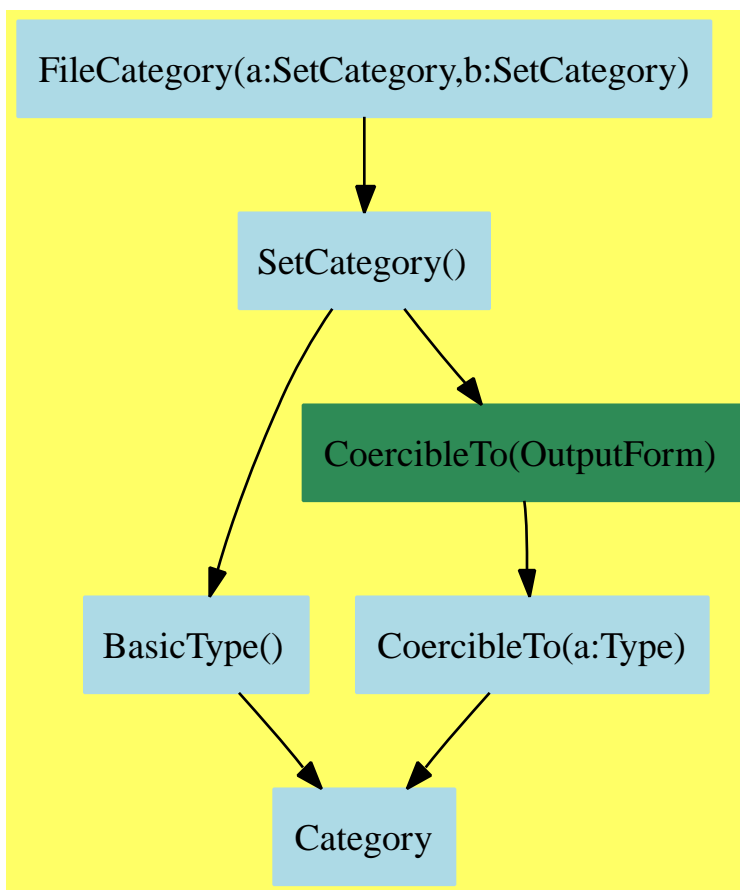 FileCategory(a:SetCategory,b:SetCategory)
SetCategory()
CoercibleTo(OutputForm)
BasicType()
CoercibleTo(a:Type)
Category